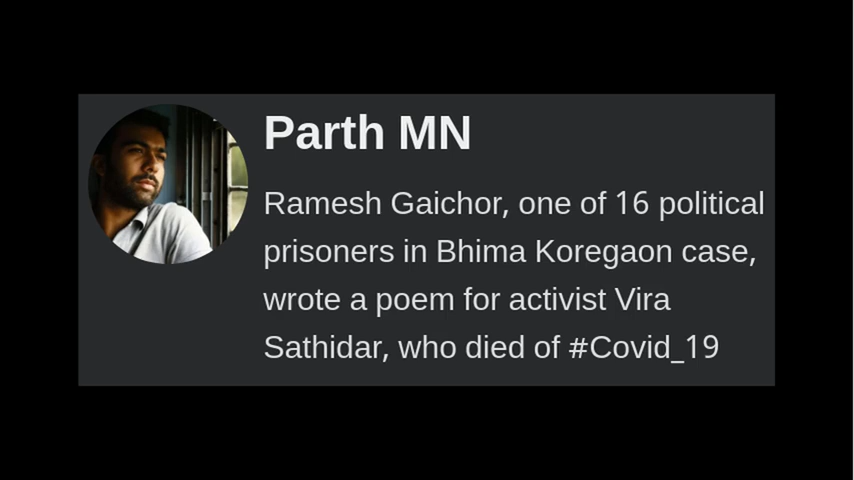 Parth MN
Ramesh Gaichor, one of 16 political
prisoners in Bhima Koregaon case,
wrote a poem for activist Vira
Sathidar, who died of #Covid_19